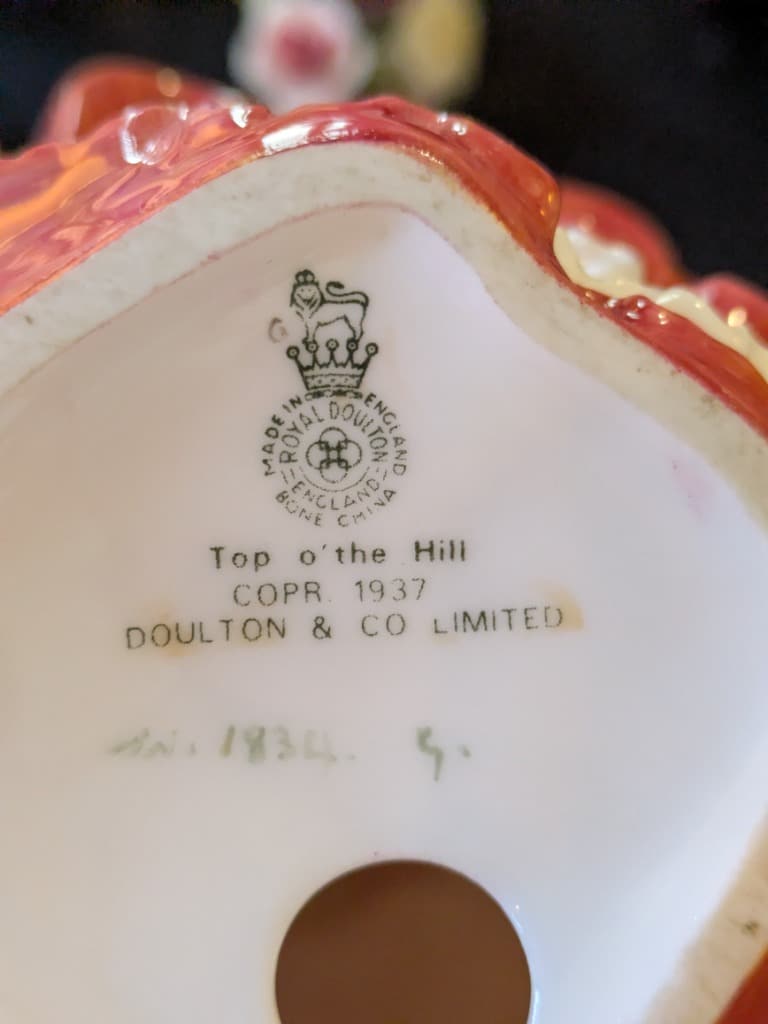 G
MADE IN ENGLAND
ROYAL DOULTON
ENGLAND
BONE CHINA
Top o' the Hill
COPR. 1937
DOULTON & CO LIMITED
HN. 1834. G.